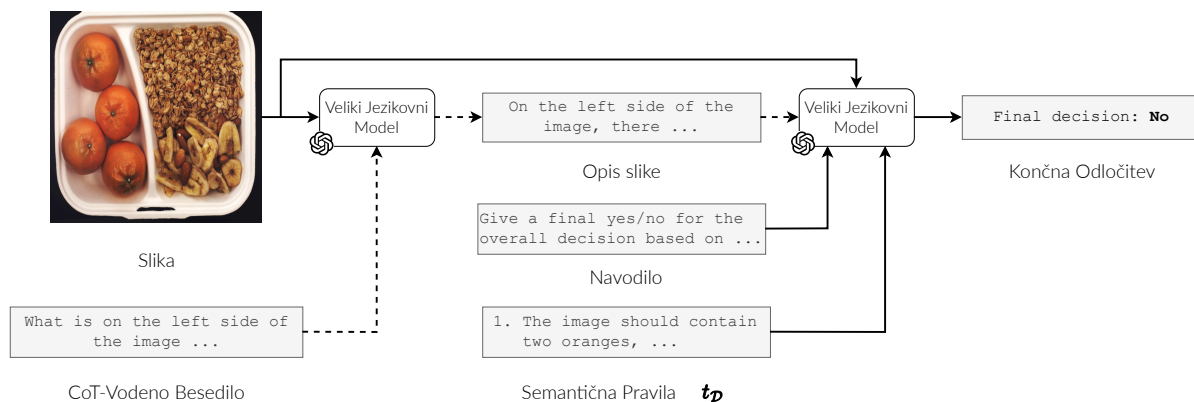 Veliki Jezikovni
Model
On the left side of the
image, there ...
Veliki Jezikovni
Model
Final decision: No
Opis slike
Končna Odločitev
Give a final yes/no for the
overall decision based on ...
Slika
Navodilo
What is on the left side of
the image ...
1. The image should contain
two oranges, ...
CoT-Vodeno Besedilo
Semantična Pravila t_D